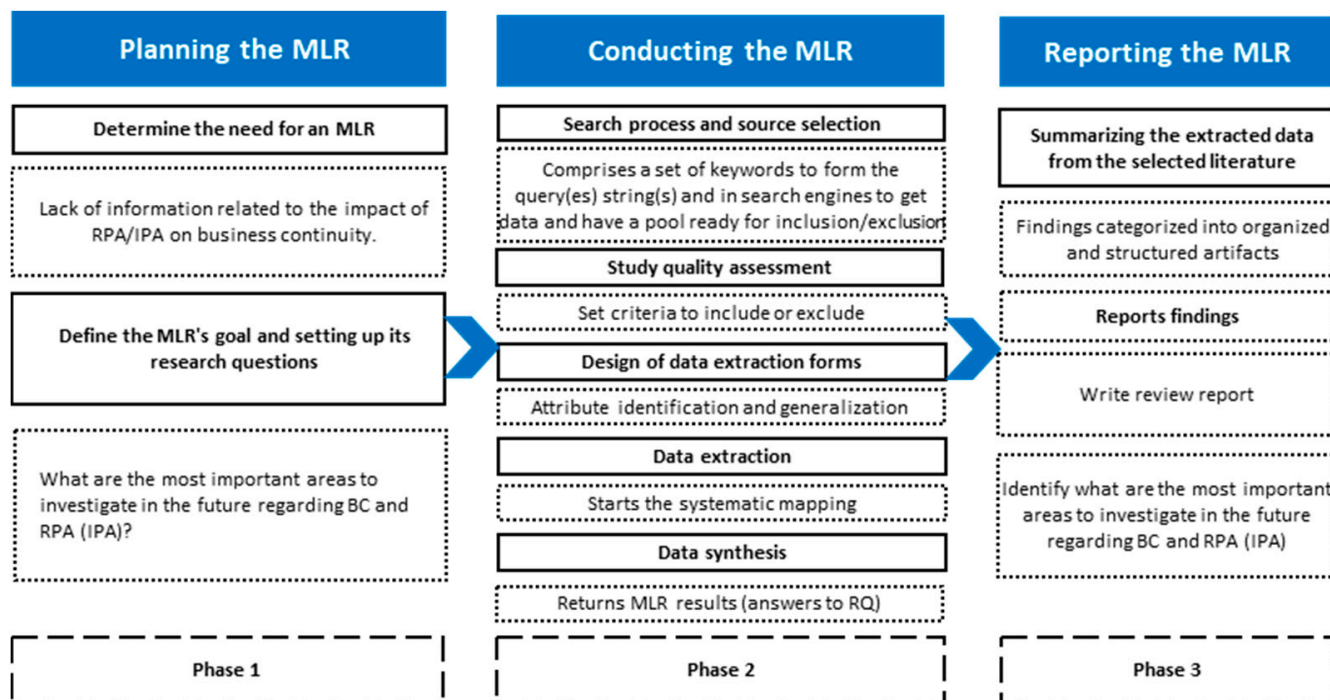 Planning the MLR
Determine the need for an MLR
Lack of information related to the impact of
RPA/IPA on business continuity.
Define the MLR's goal and setting up its
research questions
What are the most important areas to
investigate in the future regarding BC and
RPA (IPA)?
Phase 1
Conducting the MLR
Search process and source selection
Comprises a set of keywords to form the
query(es) string(s) and in search engines to get
data and have a pool ready for inclusion/exclusion
Study quality assessment
Set criteria to include or exclude
Design of data extraction forms
Attribute identification and generalization
Data extraction
Starts the systematic mapping
Data synthesis
Returns MLR results (answers to RQ)
Phase 2
Reporting the MLR
Summarizing the extracted data
from the selected literature
Findings categorized into organized
and structured artifacts
Reports findings
Write review report
Identify what are the most important
areas to investigate in the future
regarding BC and RPA (IPA)
Phase 3